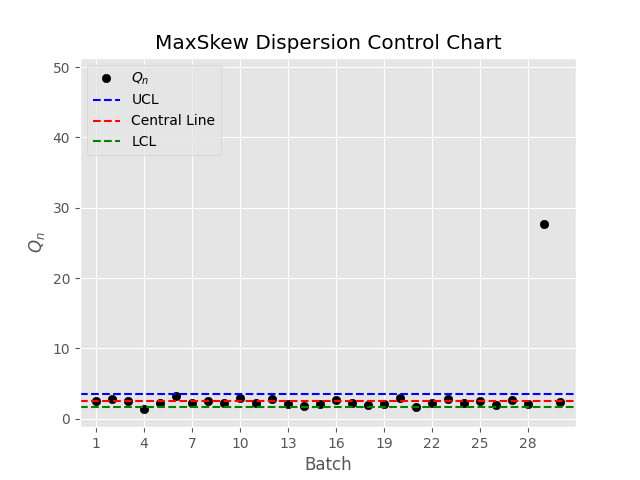 MaxSkew Dispersion Control Chart
50
40
30
20
10
0
Qn
Qn
UCL
Central Line
LCL
1 4 7 10 13 16 19 22 25 28
Batch